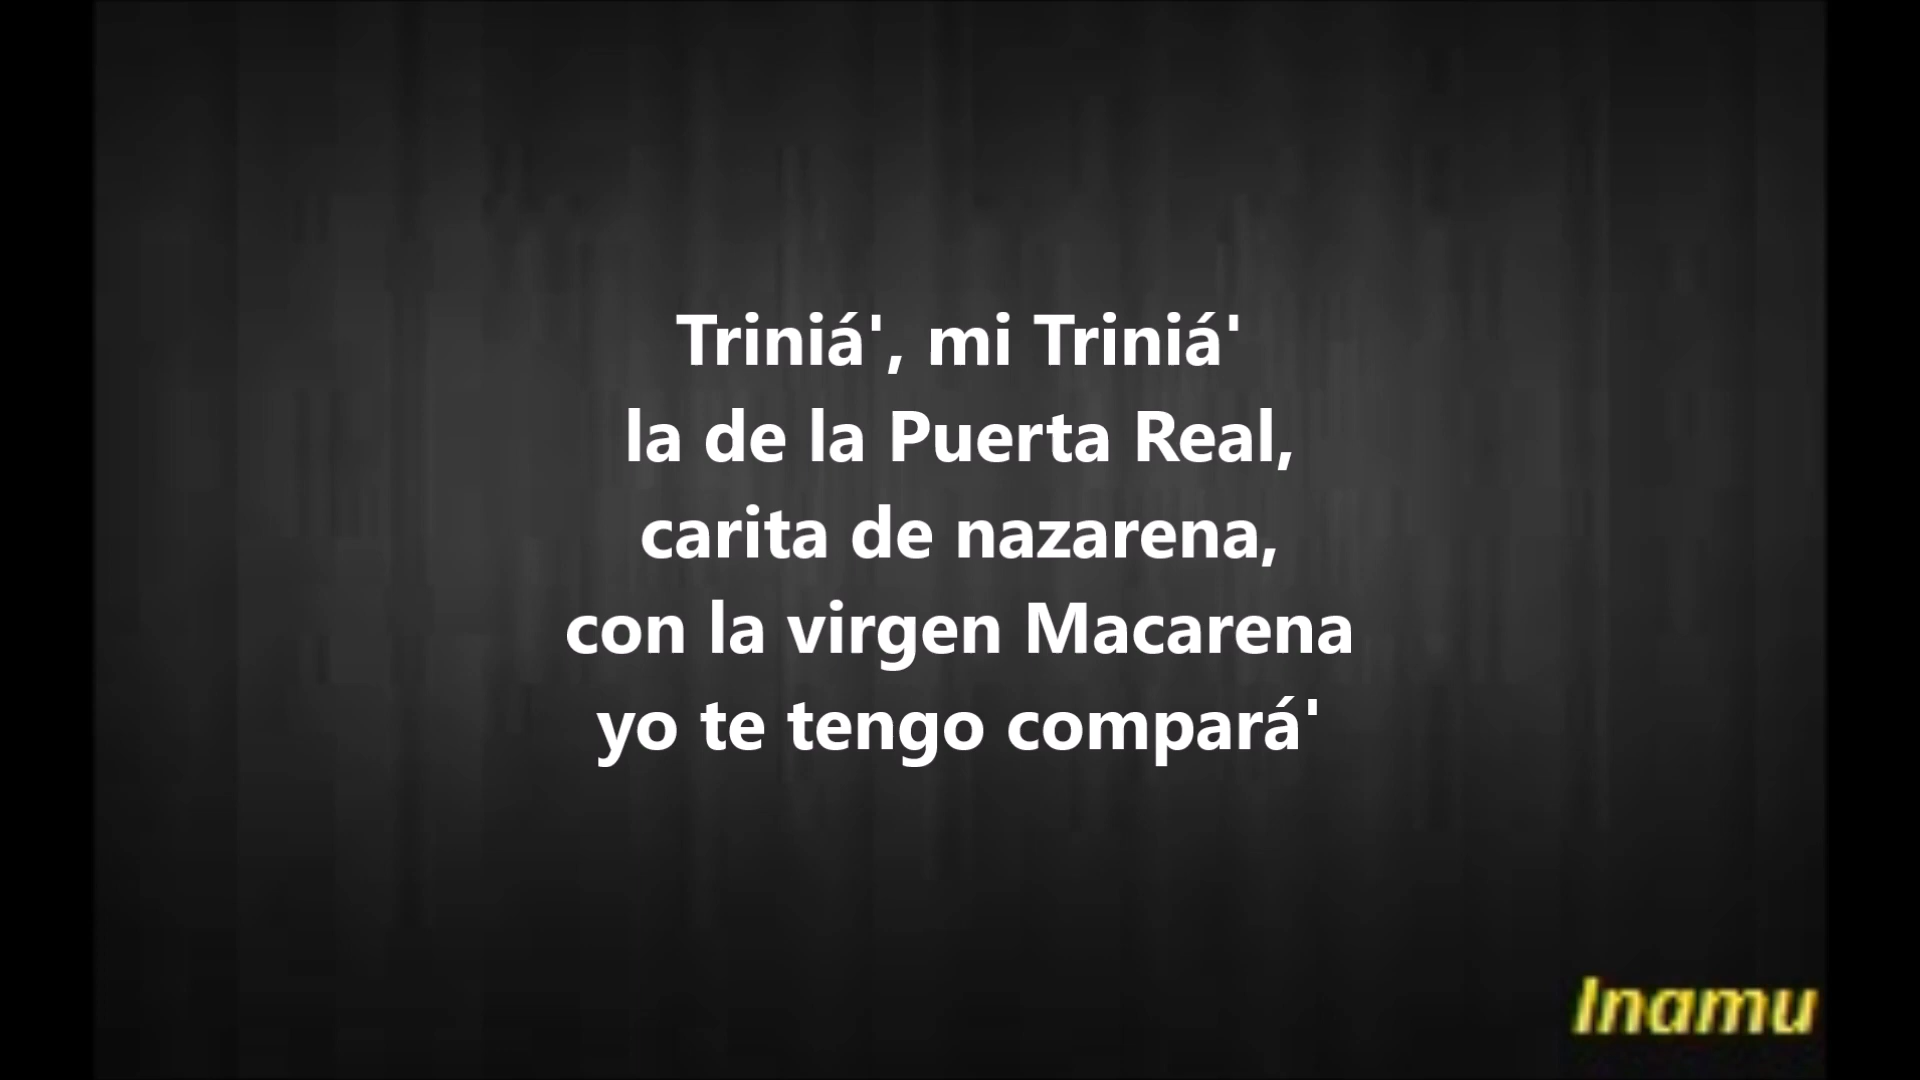 Triniá', mi Triniá'
la de la Puerta Real,
carita de nazarena,
con la virgen Macarena
yo te tengo compará'
Inamu